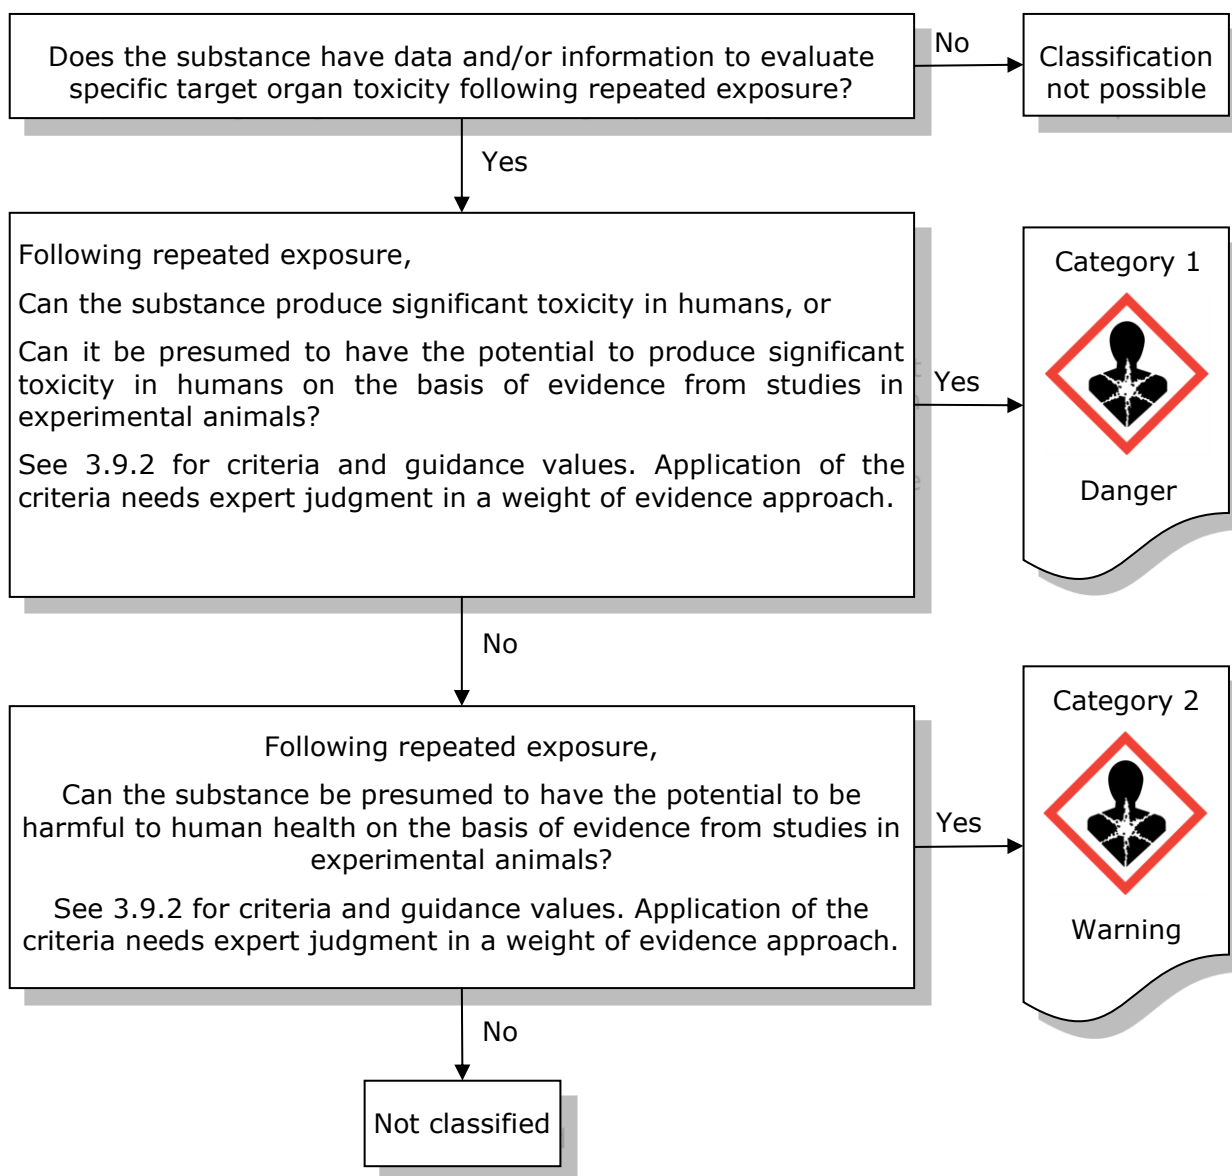 Does the substance have data and/or information to evaluate
specific target organ toxicity following repeated exposure?
No
Classification
not possible
Yes
Following repeated exposure,
Can the substance produce significant toxicity in humans, or
Can it be presumed to have the potential to produce significant
toxicity in humans on the basis of evidence from studies in
experimental animals?
See 3.9.2 for criteria and guidance values. Application of the
criteria needs expert judgment in a weight of evidence approach.
Yes
Category 1
Danger
No
Following repeated exposure,
Can the substance be presumed to have the potential to be
harmful to human health on the basis of evidence from studies in
experimental animals?
See 3.9.2 for criteria and guidance values. Application of the
criteria needs expert judgment in a weight of evidence approach.
Yes
Category 2
Warning
No
Not classified